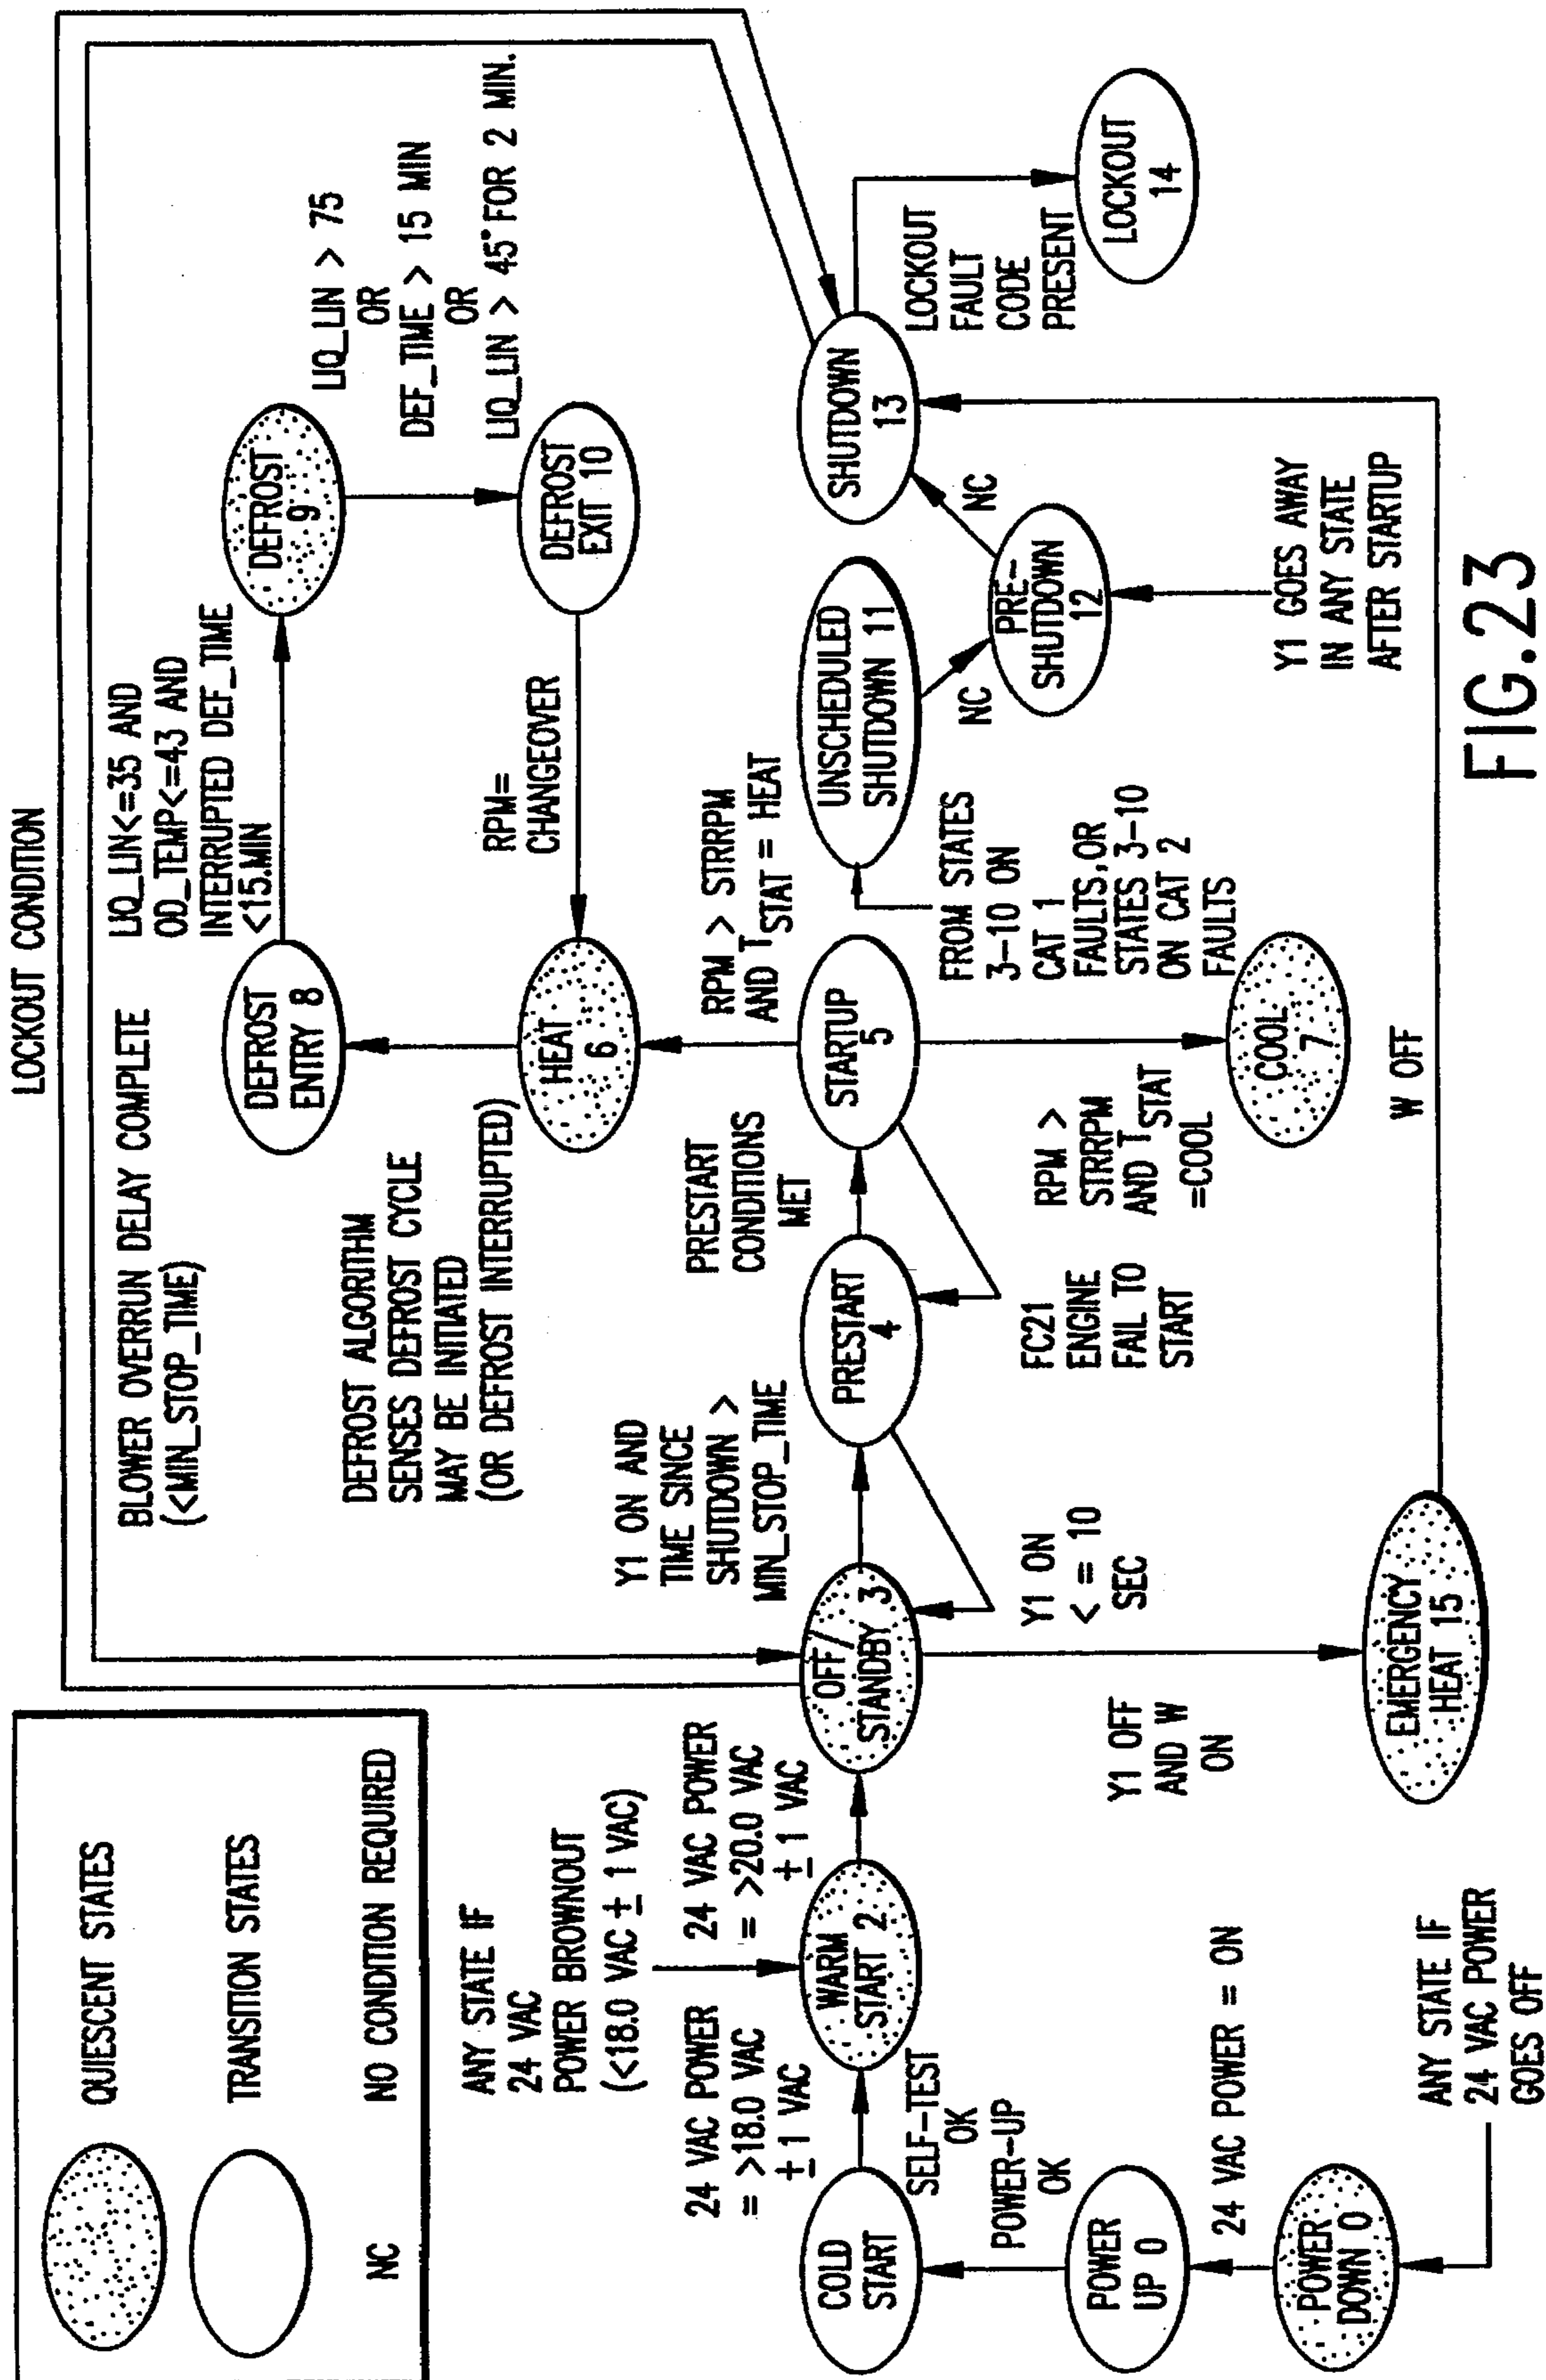 QUIESCENT STATES
TRANSITION STATES
NC
NO CONDITION REQUIRED
LOCKOUT CONDITION
BLOWER OVERRUN DELAY COMPLETE
(<MIN_STOP_TIME)
LIQ_LIN<=35 AND
OD_TEMP<=43 AND
INTERRUPTED DEF_TIME
<15.MIN
DEFROST
ENTRY 8
DEFROST
9
LIQ_LIN > 75
OR
DEF_TIME > 15 MIN
OR
LIQ_LIN > 45° FOR 2 MIN.
DEFROST ALGORITHM
SENSES DEFROST CYCLE
MAY BE INITIATED
(OR DEFROST INTERRUPTED)
RPM=
CHANGEOVER
HEAT
6
DEFROST
EXIT 10
ANY STATE IF
24 VAC
POWER BROWNOUT
(<18.0 VAC ± 1 VAC)
24 VAC POWER
= >18.0 VAC
± 1 VAC
24 VAC POWER
= >20.0 VAC
± 1 VAC
Y1 ON AND
TIME SINCE
SHUTDOWN >
MIN_STOP_TIME
PRESTART
CONDITIONS
MET
RPM > STRRPM
AND TSTAT = HEAT
COLD
START
WARM
START 2
OFF/
STANDBY 3
PRESTART
4
STARTUP
5
UNSCHEDULED
SHUTDOWN 11
SHUTDOWN
13
SELF-TEST
OK
POWER-UP
OK
Y1 ON
< = 10
SEC
FC21
ENGINE
FAIL TO
START
RPM >
STRRPM
AND TSTAT
=COOL
FROM STATES
3-10 ON
CAT 1
FAULTS,OR
STATES 3-10
ON CAT 2
FAULTS
NC
NC
PRE-
SHUTDOWN
12
LOCKOUT
FAULT
CODE
PRESENT
LOCKOUT
14
POWER
UP 0
24 VAC POWER = ON
POWER
DOWN 0
ANY STATE IF
24 VAC POWER
GOES OFF
Y1 OFF
AND W
ON
EMERGENCY
HEAT 15
COOL
7
W OFF
Y1 GOES AWAY
IN ANY STATE
AFTER STARTUP
FIG.23